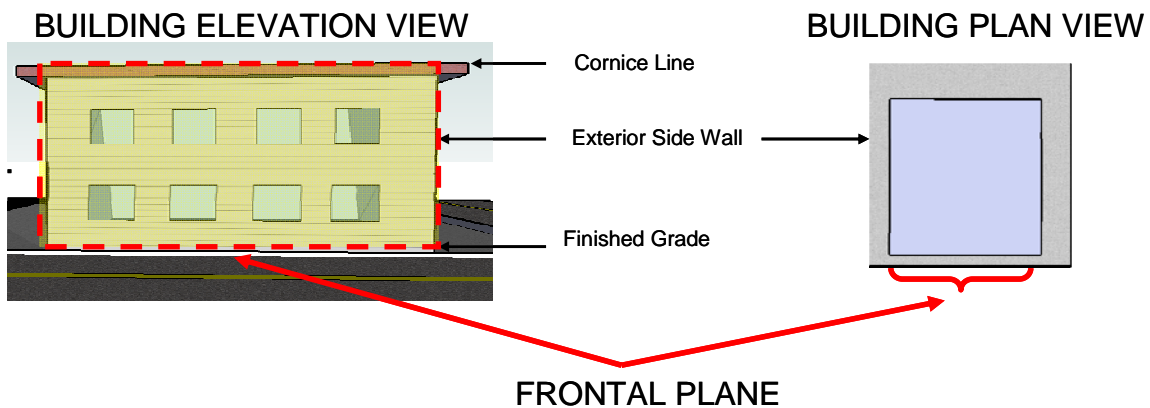 BUILDING ELEVATION VIEW
BUILDING PLAN VIEW
Cornice Line
Exterior Side Wall
Finished Grade
FRONTAL PLANE